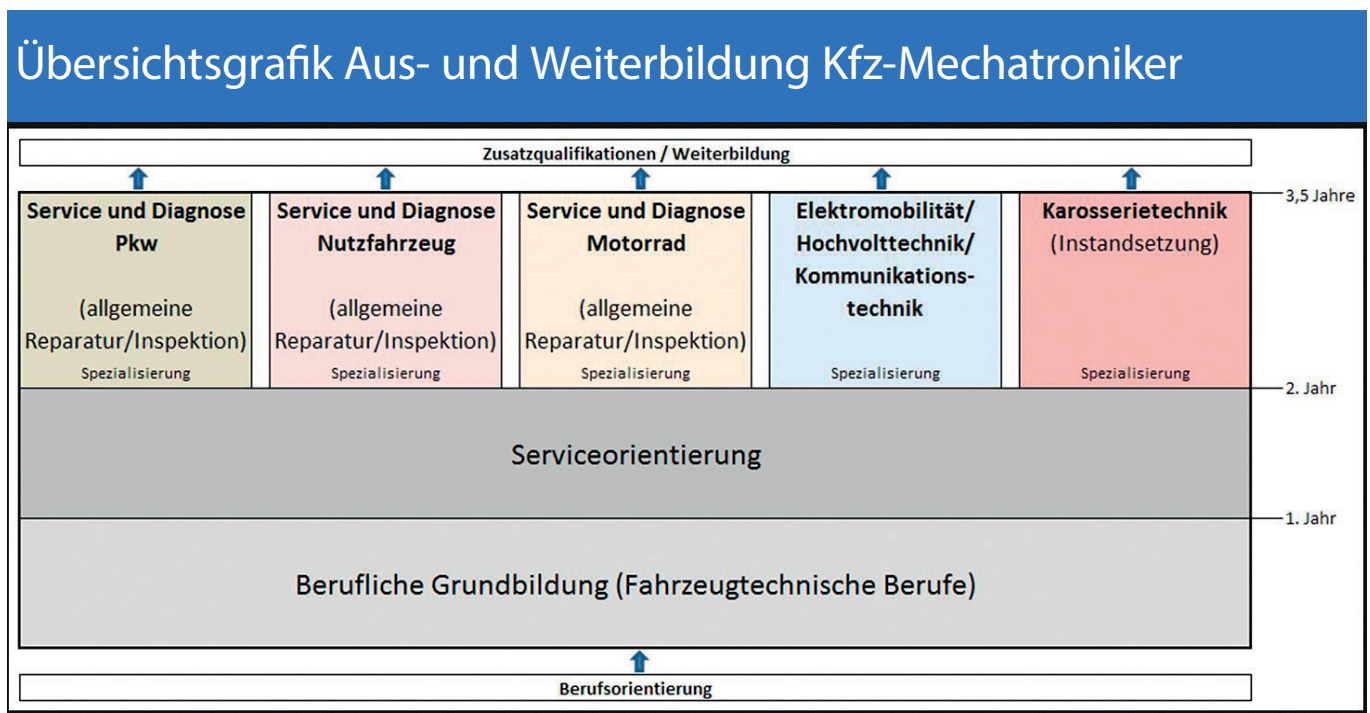 Übersichtsgrafik Aus- und Weiterbildung Kfz-Mechatroniker
Zusatzqualifikationen / Weiterbildung
Service und Diagnose
Pkw
(allgemeine
Reparatur/Inspektion)
Spezialisierung
Service und Diagnose
Nutzfahrzeug
(allgemeine
Reparatur/Inspektion)
Spezialisierung
Service und Diagnose
Motorrad
(allgemeine
Reparatur/Inspektion)
Spezialisierung
Elektromobilität/
Hochvolttechnik/
Kommunikations-
technik
Spezialisierung
Karosserietechnik
(Instandsetzung)
Spezialisierung
3,5 Jahre
2. Jahr
Serviceorientierung
1. Jahr
Berufliche Grundbildung (Fahrzeugtechnische Berufe)
Berufsorientierung